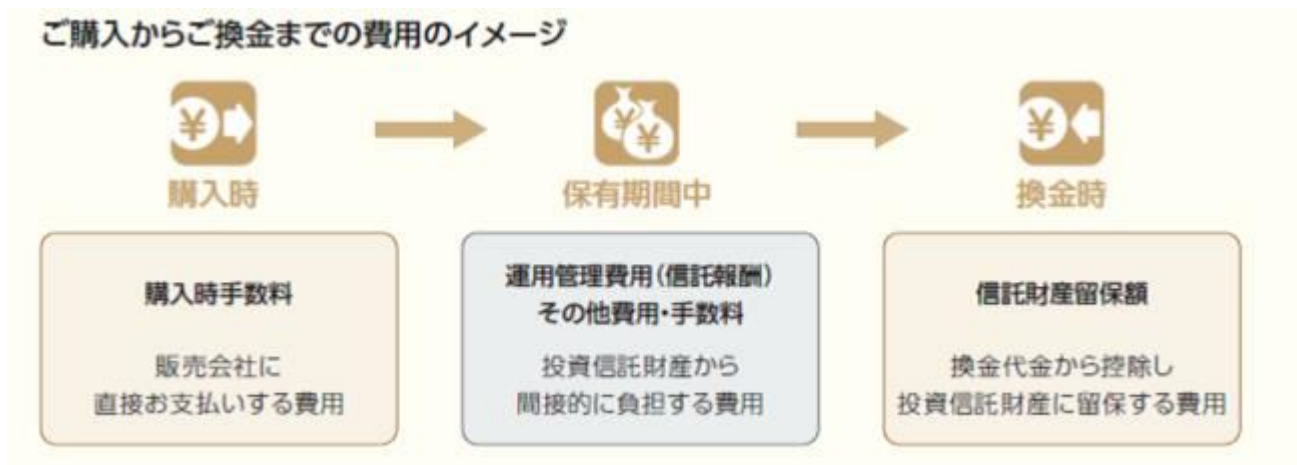 ご購入からご換金までの費用のイメージ
¥
¥
¥
¥
購入時
保有期間中
換金時
購入時手数料
販売会社に
直接お支払いする費用
運用管理費用(信託報酬)
その他費用・手数料
投資信託財産から
間接的に負担する費用
信託財産留保額
換金代金から控除し
投資信託財産に留保する費用